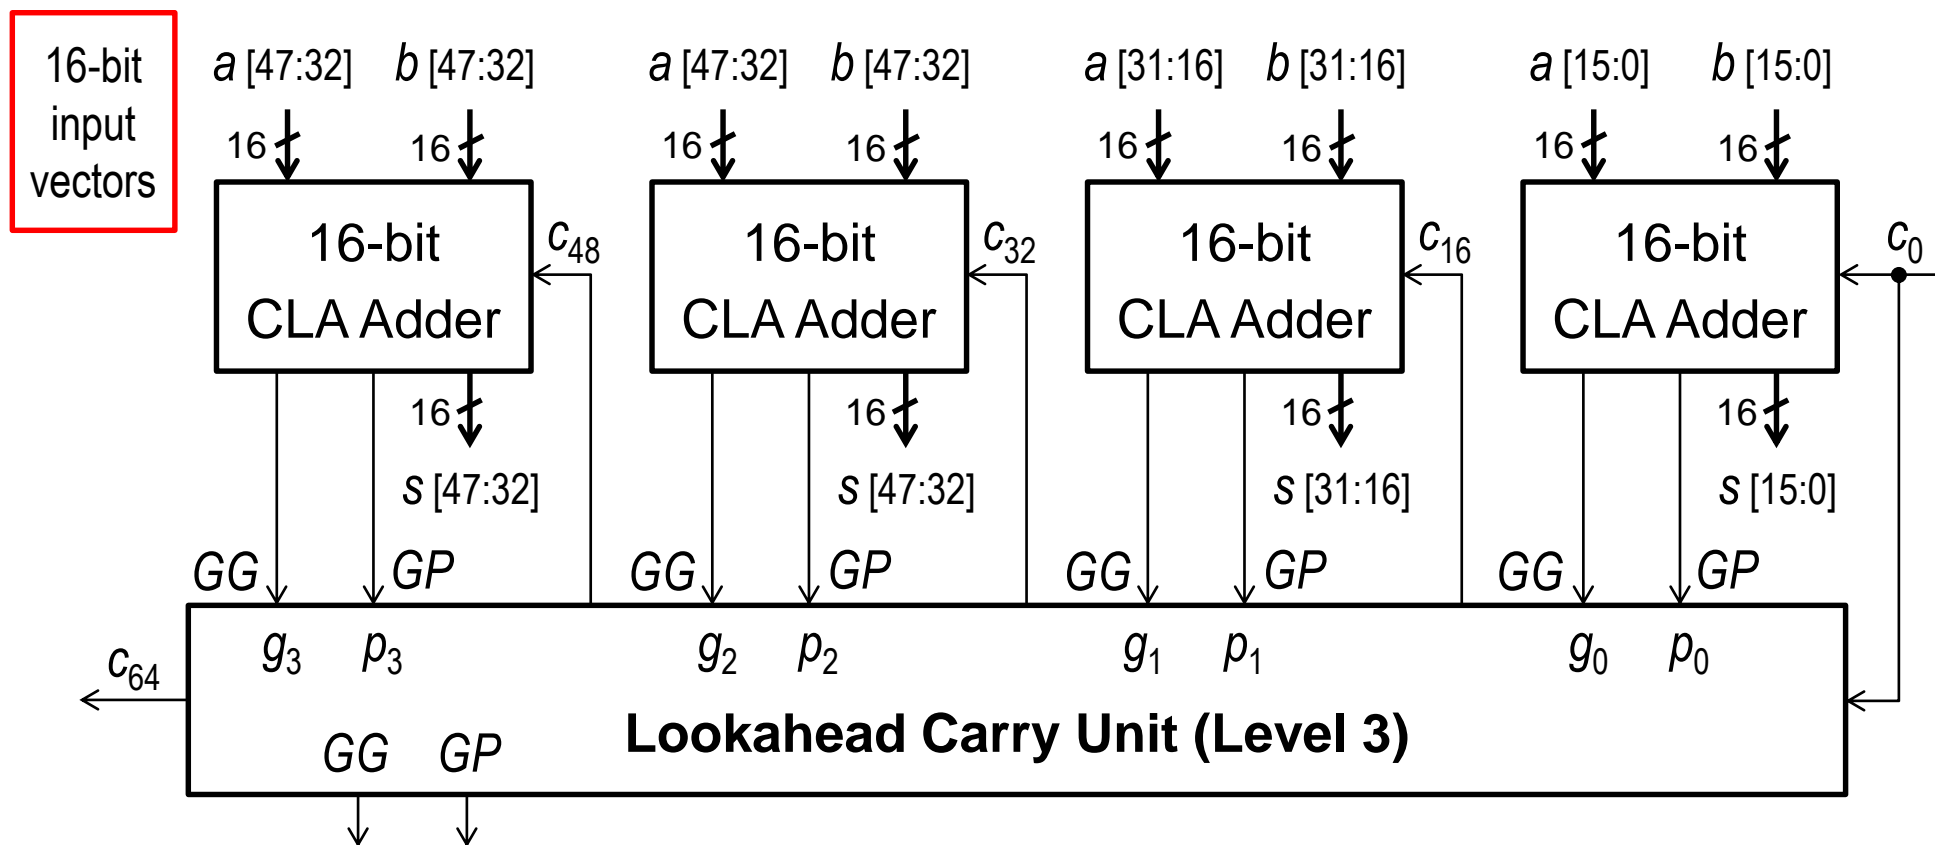 16-bit
input
vectors
a [47:32] b [47:32] a [47:32] b [47:32] a [31:16] b [31:16] a [15:0] b [15:0]
16 16 16 16 16 16 16 16
16-bit c48 16-bit c32 16-bit c16 16-bit c0
CLA Adder CLA Adder CLA Adder CLA Adder
16 16 16 16
s [47:32] s [47:32] s [31:16] s [15:0]
GG GP GG GP GG GP GG GP
c64 g3 p3 g2 p2 g1 p1 g0 p0
Lookahead Carry Unit (Level 3)
GG GP